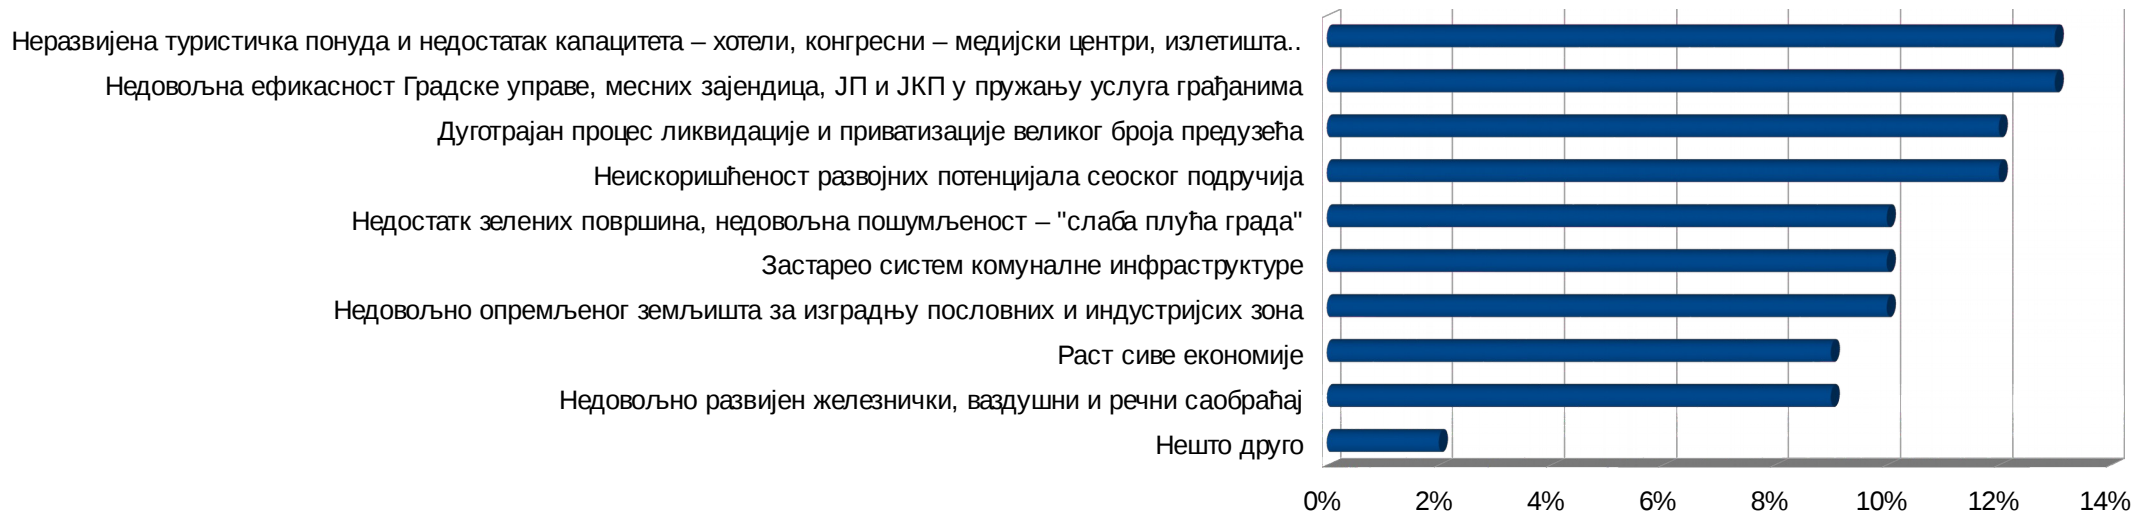 Неразвијена туристичка понуда и недостатак капацитета – хотели, конгресни – медијски центри, излетишта..
Недовољна ефикасност Градске управе, месних зајендица, ЈП и ЈКП у пружању услуга грађанима
Дуготрајан процес ликвидације и приватизације великог броја предузећа
Неискоришћеност развојних потенцијала сеоског подручија
Недостатк зелених површина, недовољна пошумљеност – "слаба плућа града"
Застарео систем комуналне инфраструктуре
Недовољно опремљеног земљишта за изградњу пословних и индустријсих зона
Раст сиве економије
Недовољно развијен железнички, ваздушни и речни саобраћај
Нешто друго
0% 2% 4% 6% 8% 10% 12% 14%